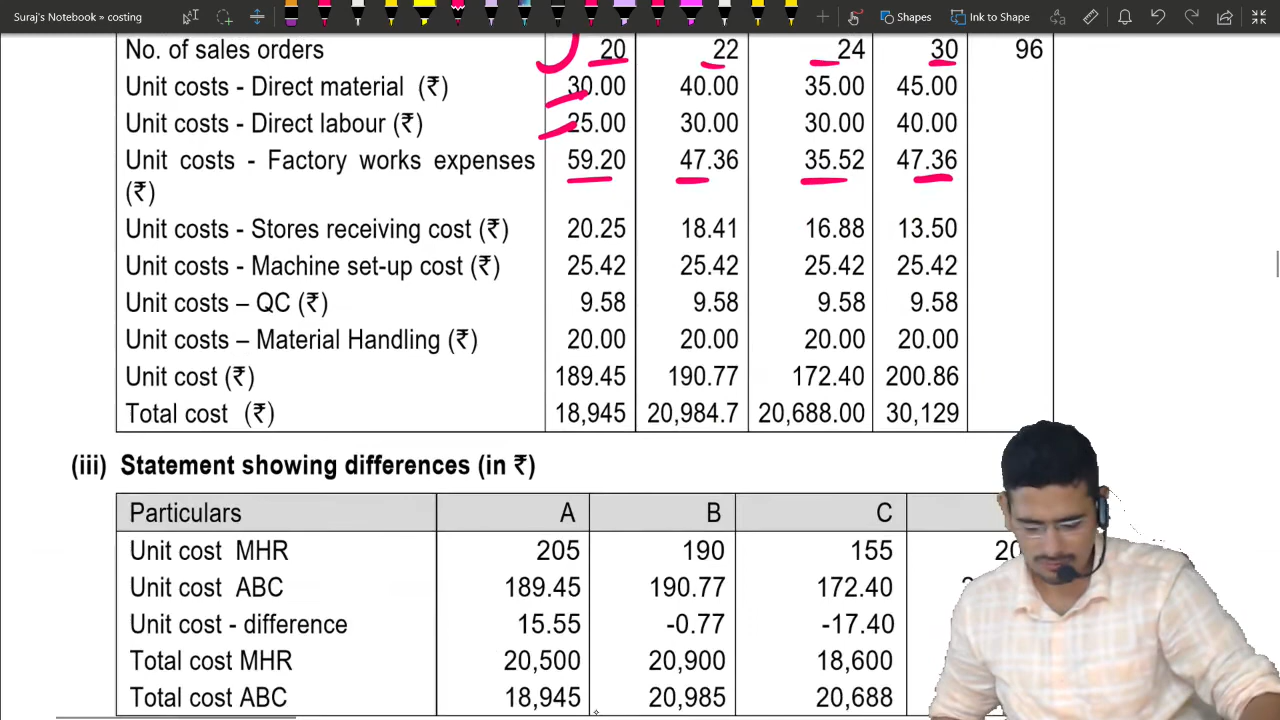 Suraj's Notebook » costing
Shapes
Ink to Shape
No. of sales orders 20 22 24 30 96
Unit costs - Direct material (₹) 30.00 40.00 35.00 45.00
Unit costs - Direct labour (₹) 25.00 30.00 30.00 40.00
Unit costs - Factory works expenses 59.20 47.36 35.52 47.36
(₹)
Unit costs - Stores receiving cost (₹) 20.25 18.41 16.88 13.50
Unit costs - Machine set-up cost (₹) 25.42 25.42 25.42 25.42
Unit costs – QC (₹) 9.58 9.58 9.58 9.58
Unit costs – Material Handling (₹) 20.00 20.00 20.00 20.00
Unit cost (₹) 189.45 190.77 172.40 200.86
Total cost (₹) 18,945 20,984.7 20,688.00 30,129
(iii) Statement showing differences (in ₹)
Particulars A B C
Unit cost MHR 205 190 155
Unit cost ABC 189.45 190.77 172.40
Unit cost - difference 15.55 -0.77 -17.40
Total cost MHR 20,500 20,900 18,600
Total cost ABC 18,945 20,985 20,688